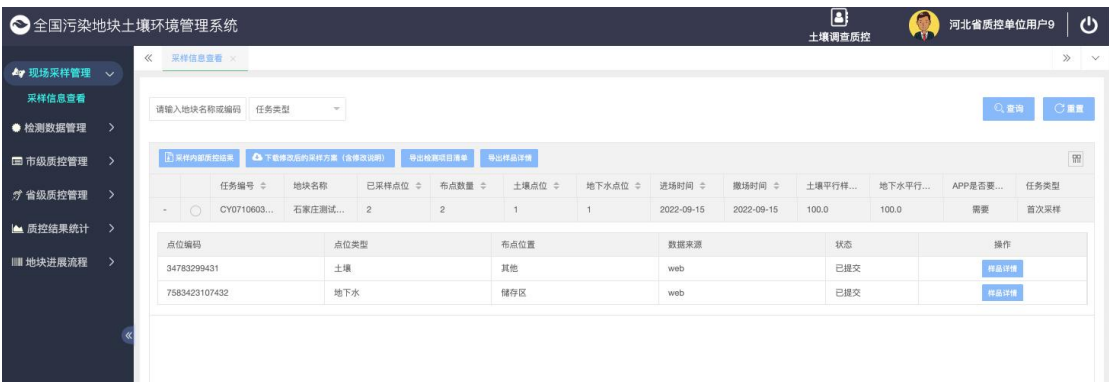 全国污染地块土壤环境管理系统
土壤调查质控
河北省质控单位用户9
现场采样管理
采样信息查看
检测数据管理
市级质控管理
省级质控管理
质控结果统计
地块进展流程
采样信息查看 ×
请输入地块名称或编码 任务类型
查询 重置
采样内部质控结果 下载修改后的采样方案(含修改说明) 导出检测项目清单 导出样品详情
任务编号 地块名称 已采样点位 布点数量 土壤点位 地下水点位 进场时间 撤场时间 土壤平行样... 地下水平行... APP是否要... 任务类型
- CY0710603... 石家庄测试... 2 2 1 1 2022-09-15 2022-09-15 100.0 100.0 需要 首次采样
点位编码 点位类型 布点位置 数据来源 状态 操作
34783299431 土壤 其他 web 已提交 样品详情
7583423107432 地下水 储存区 web 已提交 样品详情